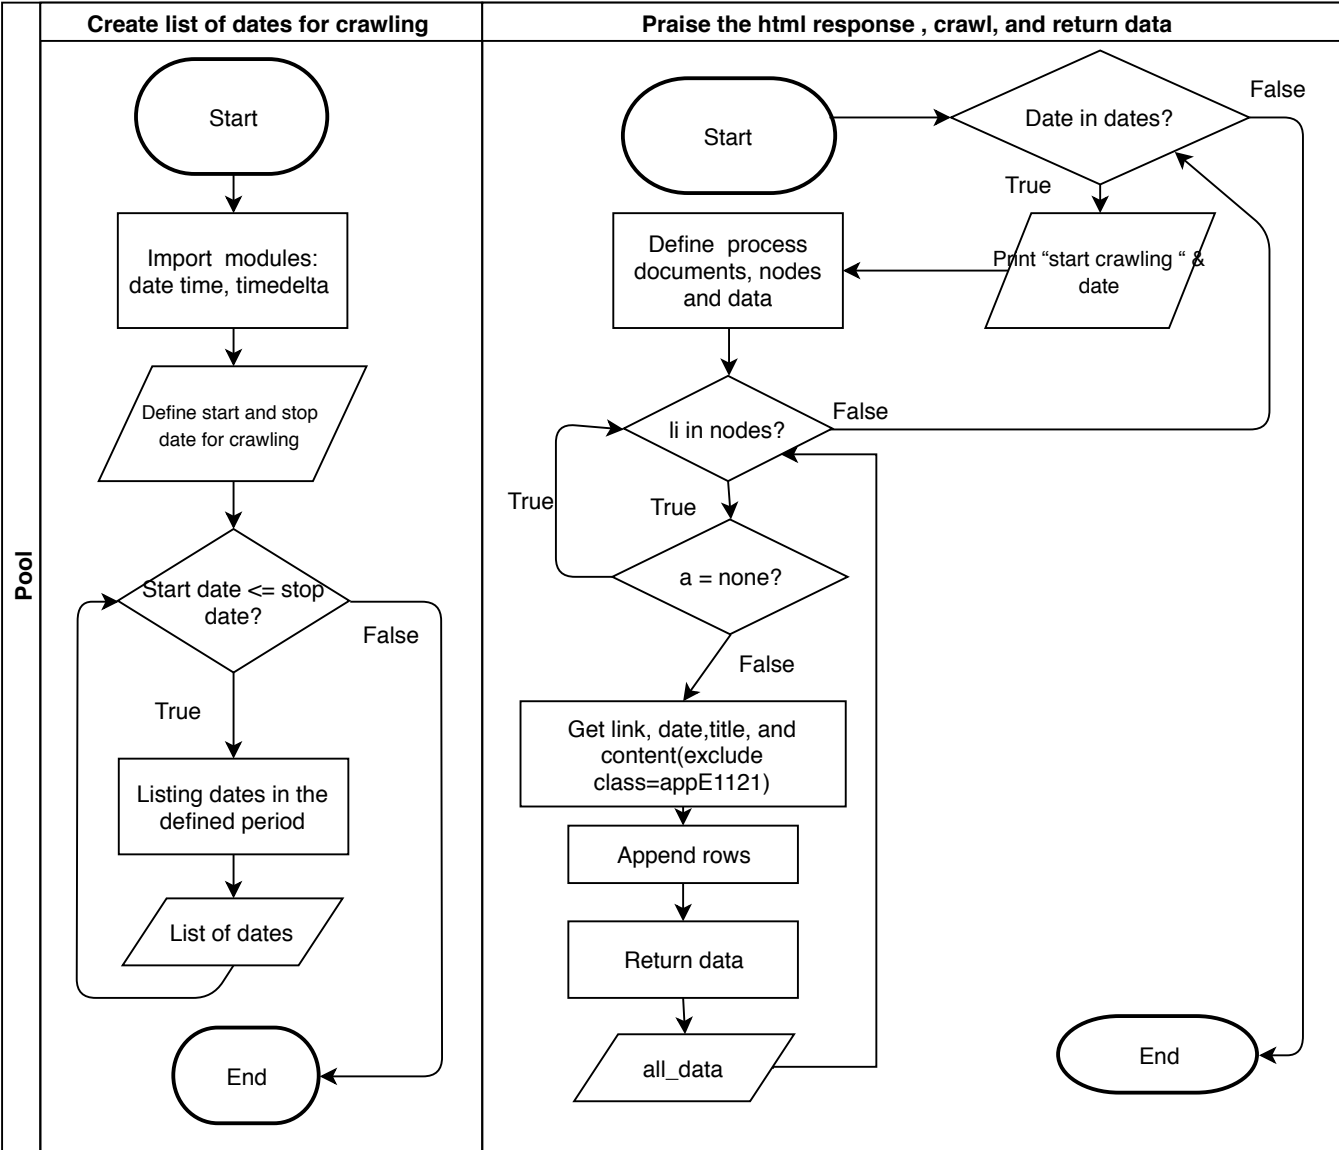 Pool
Create list of dates for crawling
Start
Import  modules:
date time, timedelta
Define start and stop
date for crawling
Start date <= stop
date?
False
True
Listing dates in the
defined period
List of dates
End
Praise the html response , crawl, and return data
Start
Date in dates?
False
True
Print “start crawling “ &
date
Define  process
documents, nodes
and data
li in nodes?
False
True
True
a = none?
False
Get link, date,title, and
content(exclude
class=appE1121)
Append rows
Return data
all_data
End